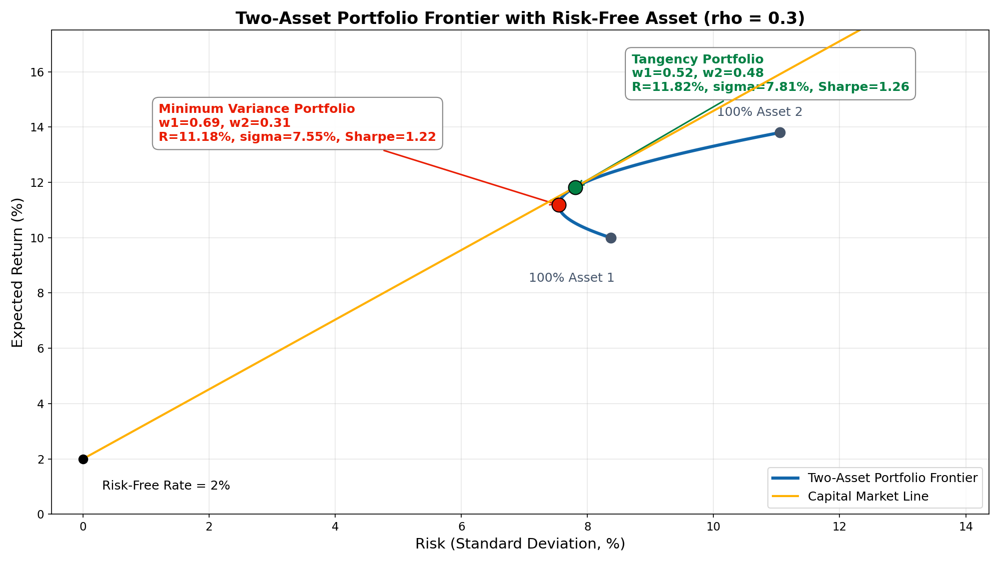 Two-Asset Portfolio Frontier with Risk-Free Asset (rho = 0.3)
Expected Return (%)
16
14
12
10
8
6
4
2
0
Tangency Portfolio
w1=0.52, w2=0.48
R=11.82%, sigma=7.81%, Sharpe=1.26
Minimum Variance Portfolio
w1=0.69, w2=0.31
R=11.18%, sigma=7.55%, Sharpe=1.22
100% Asset 2
100% Asset 1
Risk-Free Rate = 2%
Two-Asset Portfolio Frontier
Capital Market Line
0 2 4 6 8 10 12 14
Risk (Standard Deviation, %)